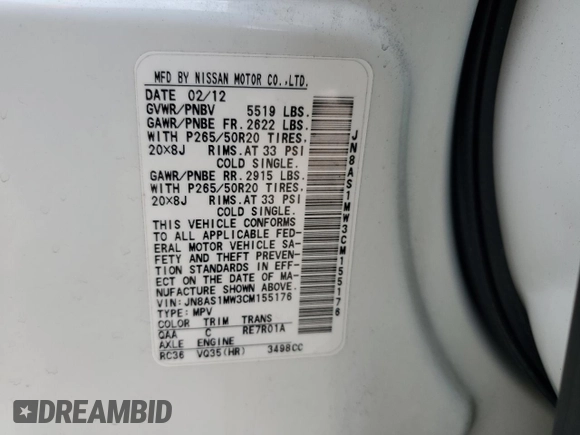 MFD BY NISSAN MOTOR CO.,LTD.
DATE 02/12
GVWR/PNBV 5519 LBS.
GAWR/PNBE FR. 2622 LBS.
WITH P265/50R20 TIRES.
20×8J RIMS.AT 33 PSI
COLD SINGLE.
GAWR/PNBE RR. 2915 LBS.
WITH P265/50R20 TIRES.
20×8J RIMS.AT 33 PSI
COLD SINGLE.
THIS VEHICLE CONFORMS
TO ALL APPLICABLE FED-
ERAL MOTOR VEHICLE SA-
FETY AND THEFT PREVEN-
TION STANDARDS IN EFF-
ECT ON THE DATE OF MA-
NUFACTURE SHOWN ABOVE.
VIN: JN8AS1MW3CM155176
TYPE: MPV
COLOR TRIM TRANS
QAA C RE7R01A
AXLE ENGINE
RC36 VQ35(HR) 3498CC
JN8AS1MW3CM155176
DREAMBID